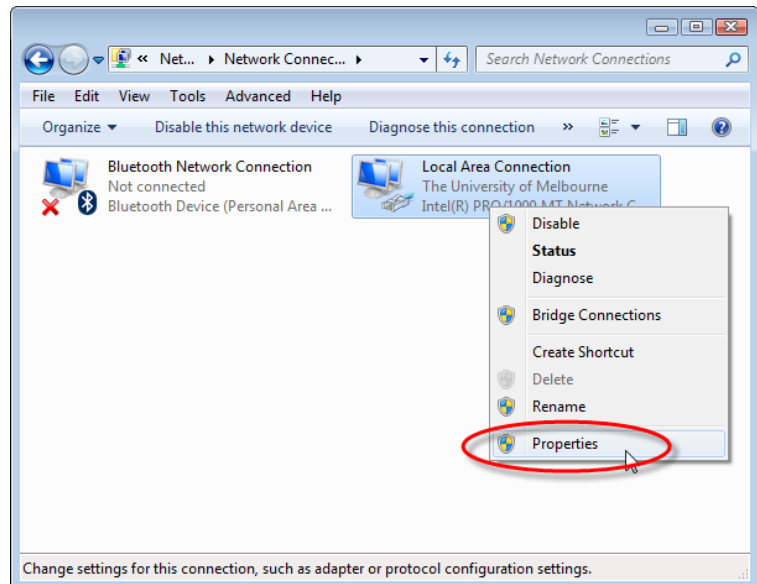 « Net... Network Connec...
Search Network Connections
File Edit View Tools Advanced Help
Organize Disable this network device Diagnose this connection »
Bluetooth Network Connection
Not connected
Bluetooth Device (Personal Area ...
Local Area Connection
The University of Melbourne
Intel(R) PRO/1000 MT Network C...
Disable
Status
Diagnose
Bridge Connections
Create Shortcut
Delete
Rename
Properties
Change settings for this connection, such as adapter or protocol configuration settings.